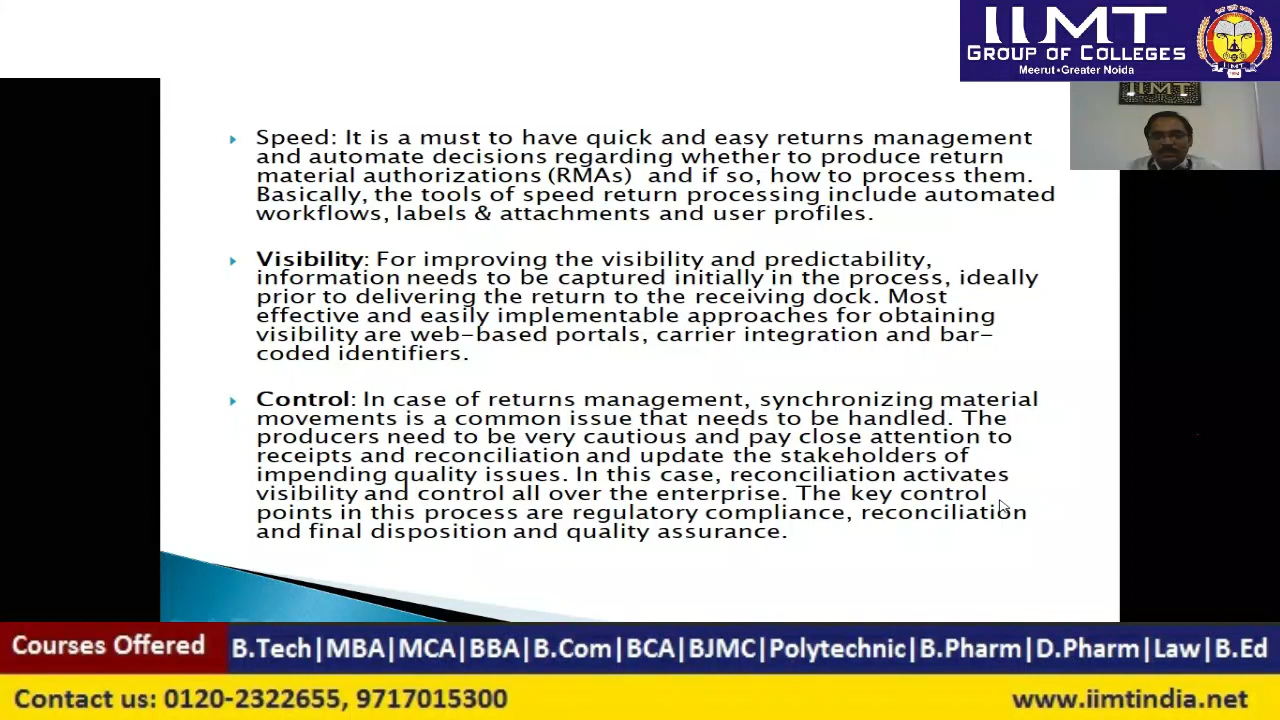 IIMT
GROUP OF COLLEGES
Meerut•Greater Noida
IIMT
Speed: It is a must to have quick and easy returns management
and automate decisions regarding whether to produce return
material authorizations (RMAs) and if so, how to process them.
Basically, the tools of speed return processing include automated
workflows, labels & attachments and user profiles.
Visibility: For improving the visibility and predictability,
information needs to be captured initially in the process, ideally
prior to delivering the return to the receiving dock. Most
effective and easily implementable approaches for obtaining
visibility are web-based portals, carrier integration and bar-
coded identifiers.
Control: In case of returns management, synchronizing material
movements is a common issue that needs to be handled. The
producers need to be very cautious and pay close attention to
receipts and reconciliation and update the stakeholders of
impending quality issues. In this case, reconciliation activates
visibility and control all over the enterprise. The key control
points in this process are regulatory compliance, reconciliation
and final disposition and quality assurance.
Courses Offered B.Tech|MBA|MCA|BBA|B.Com|BCA|BJMC|Polytechnic|B.Pharm|D.Pharm|Law|B.Ed
Contact us: 0120-2322655, 9717015300 www.iimtindia.net